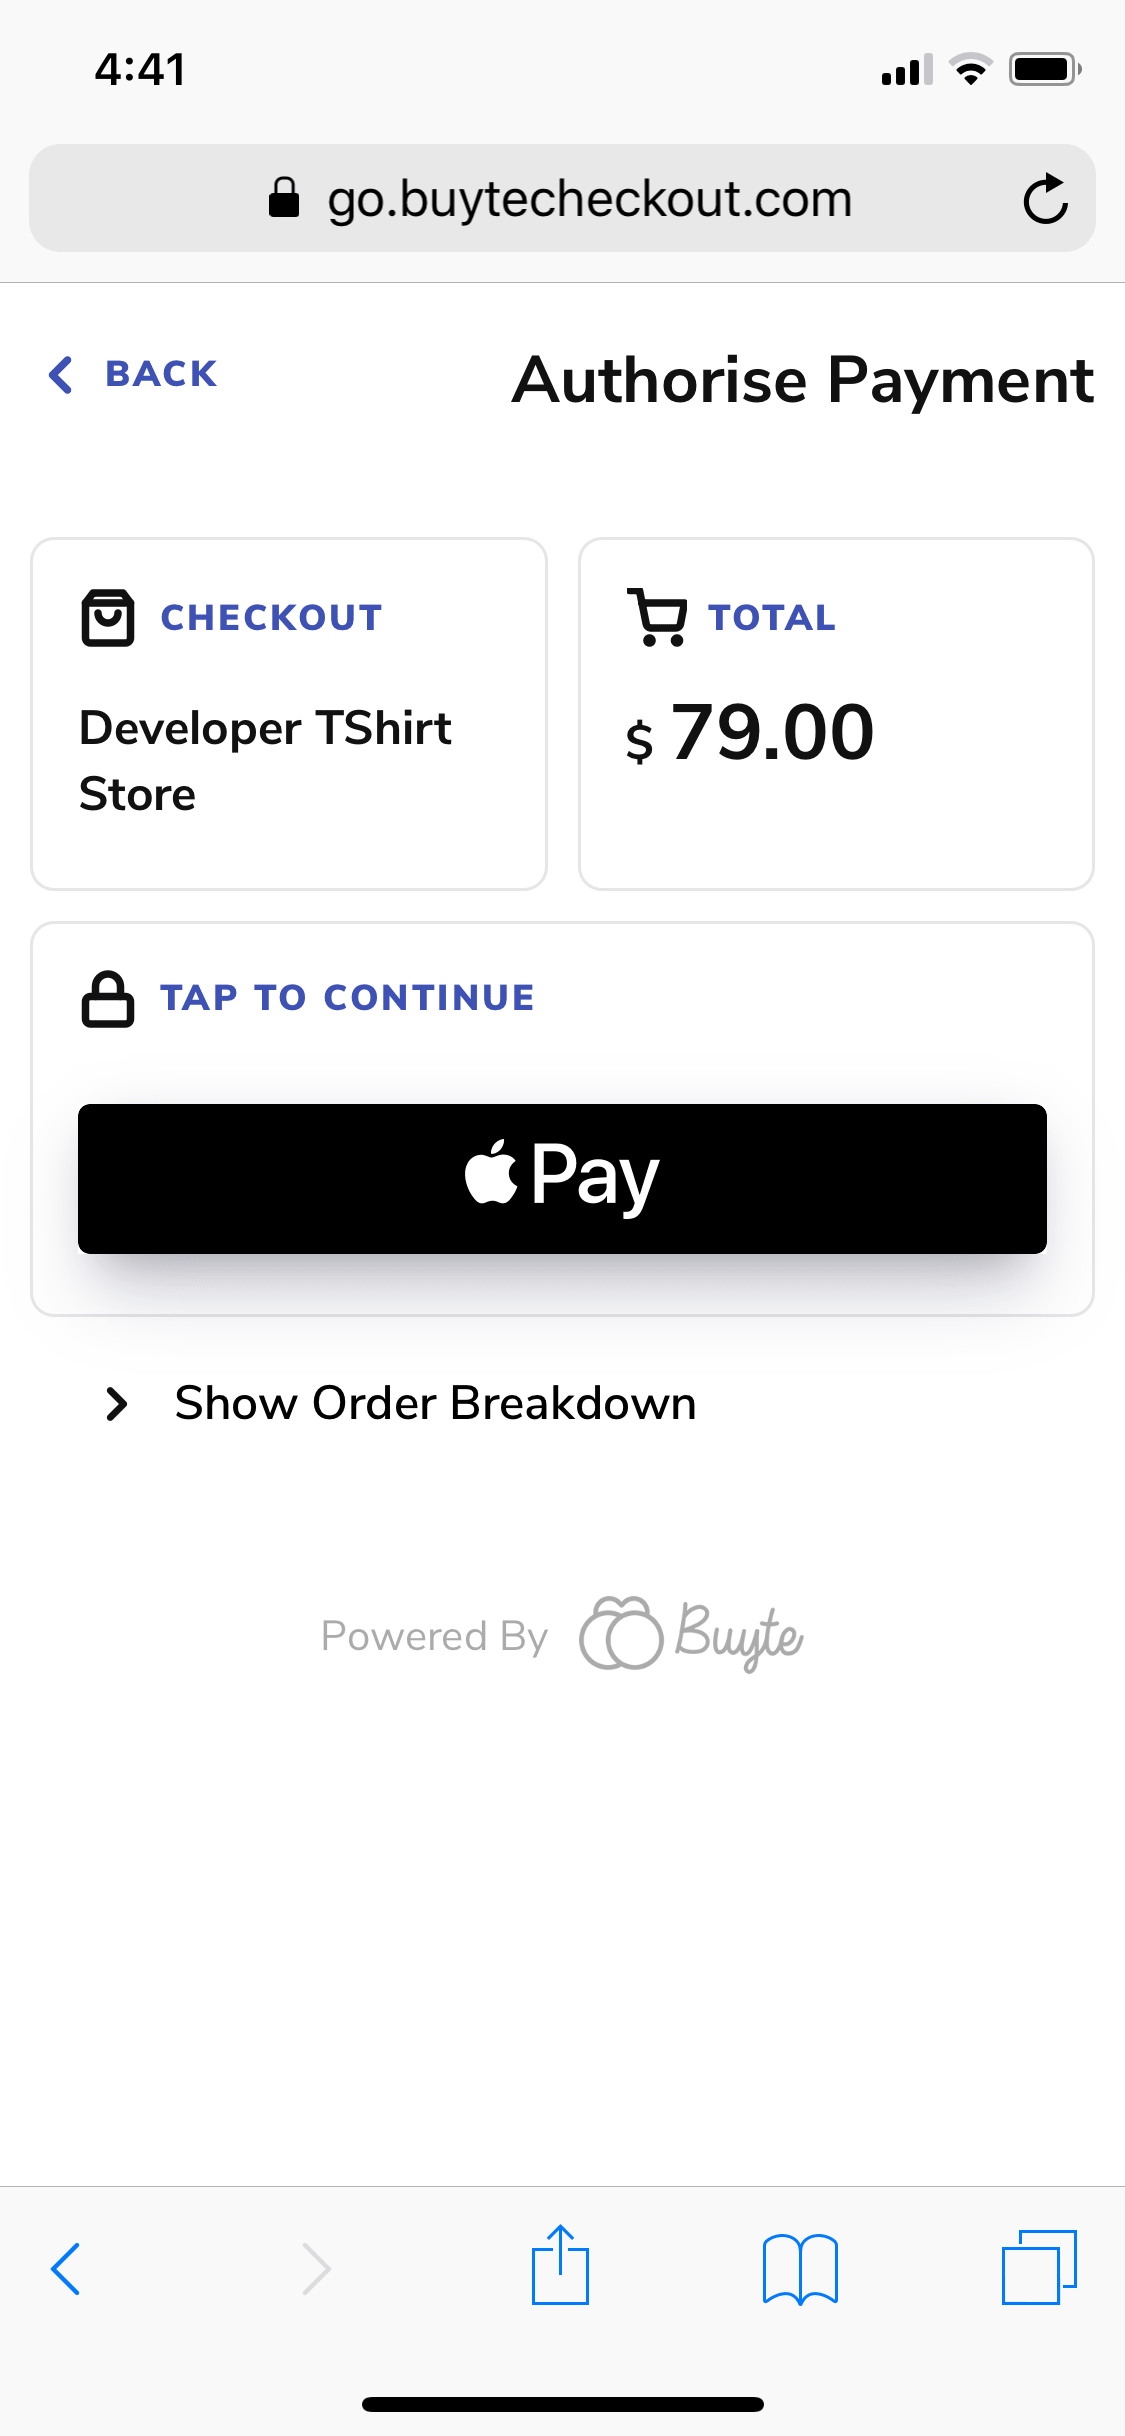 4:41
go.buytecheckout.com
BACK
Authorise Payment
CHECKOUT
Developer TShirt
Store
TOTAL
$ 79.00
TAP TO CONTINUE
Pay
Show Order Breakdown
Powered By Buyte